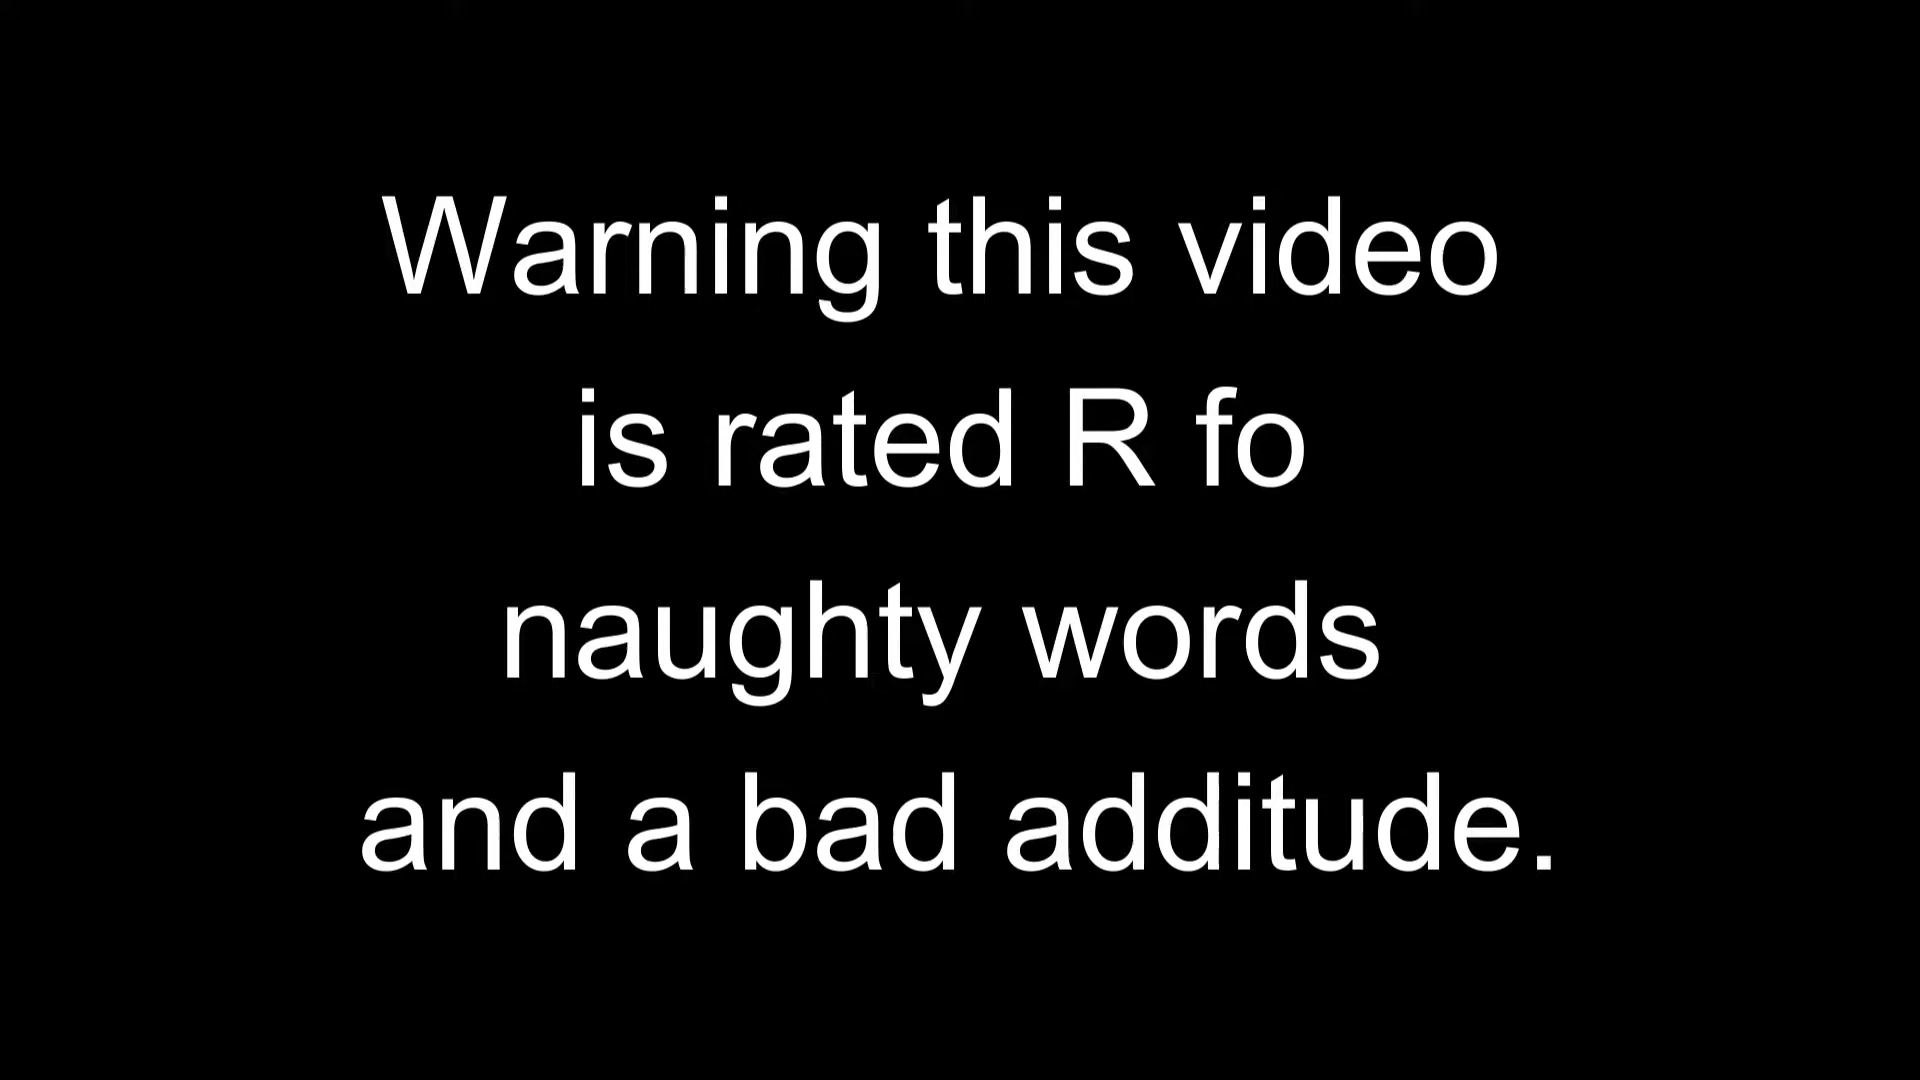 Warning this video
is rated R fo
naughty words
and a bad additude.